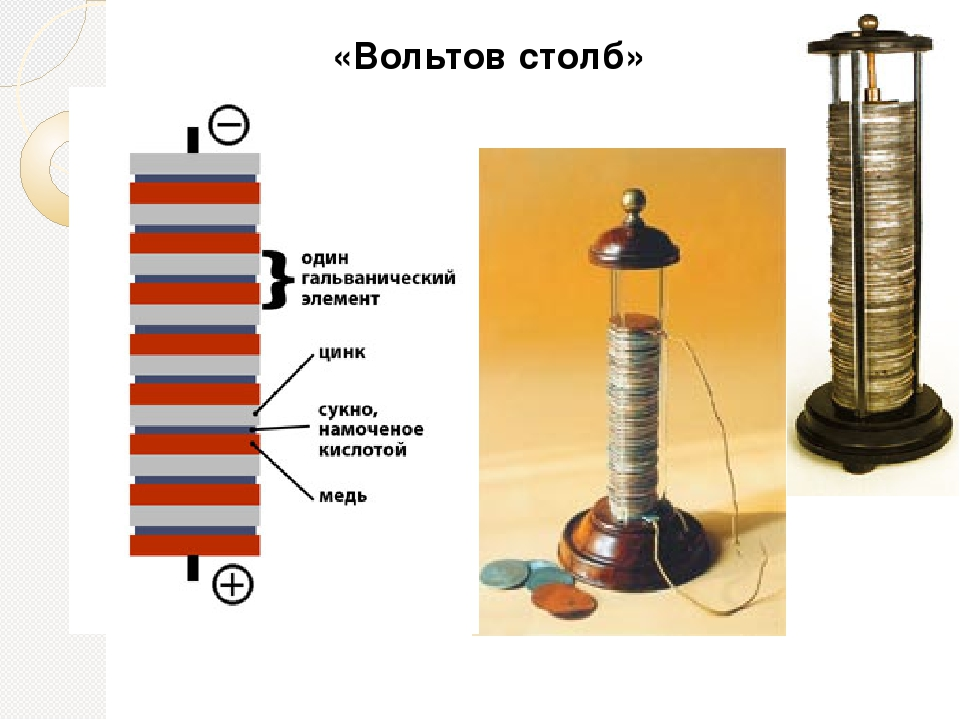 «Вольтов столб»
один
гальванический
элемент
цинк
сукно,
намоченое
кислотой
медь